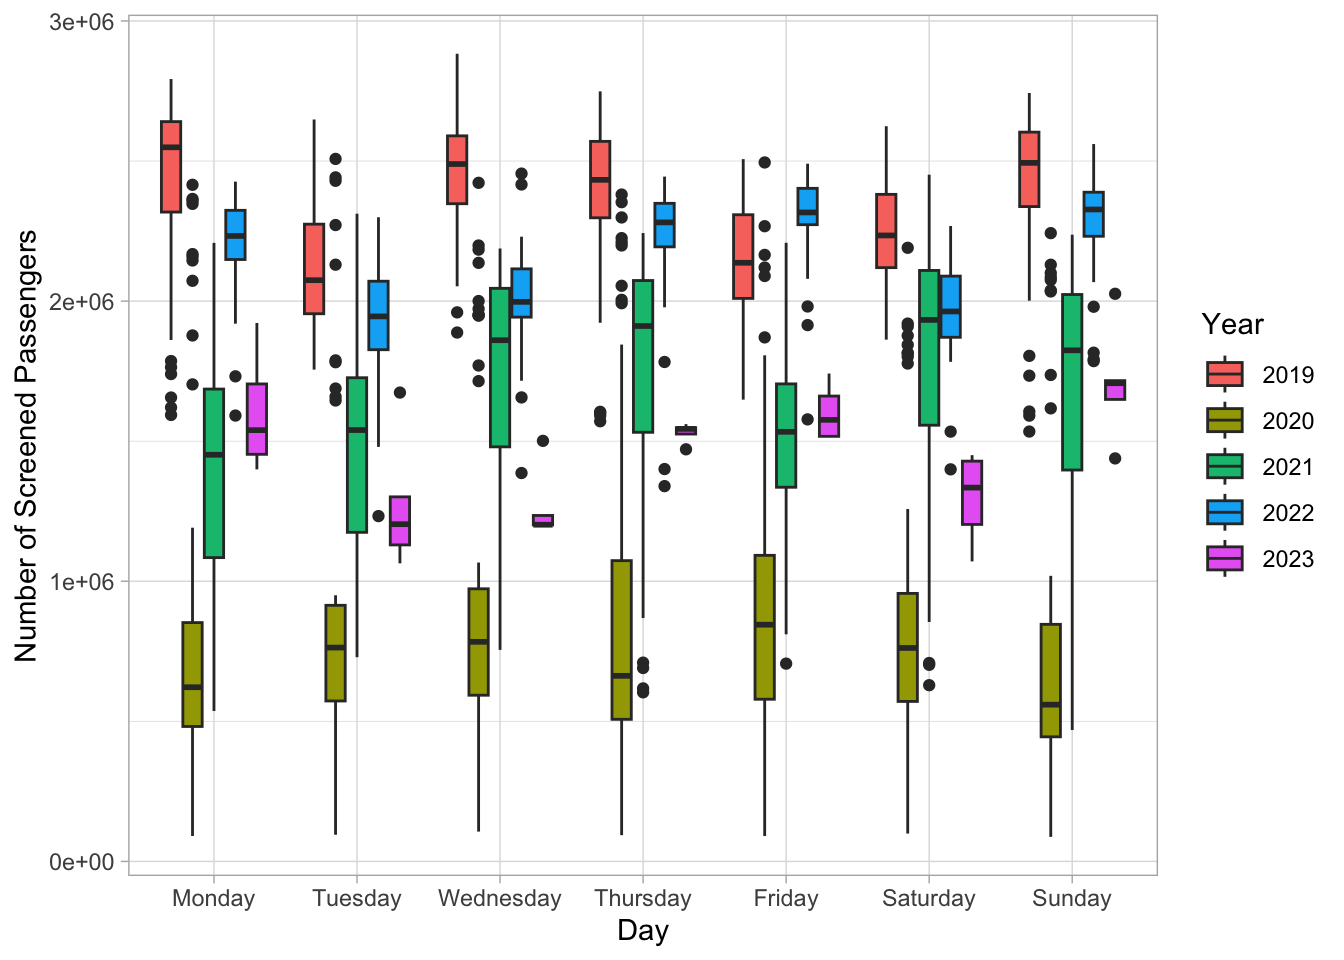 Number of Screened Passengers
3e+06
2e+06
1e+06
0e+00
Monday Tuesday Wednesday Thursday Friday Saturday Sunday
Day
Year
2019
2020
2021
2022
2023